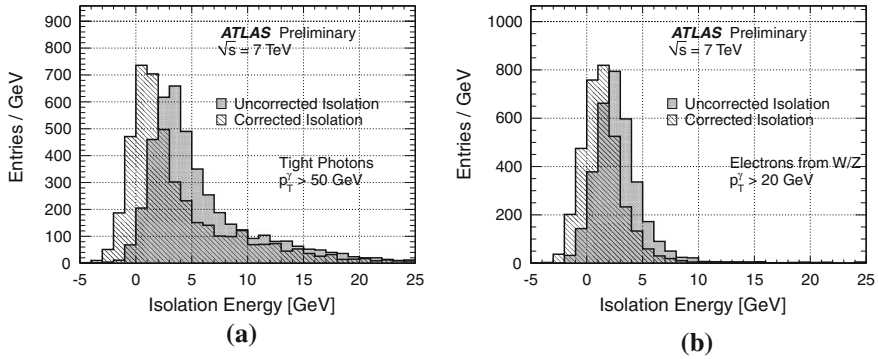 Entries / GeV
900
800
700
600
500
400
300
200
100
0
-5 0 5 10 15 20 25
Isolation Energy [GeV]
ATLAS Preliminary
√s = 7 TeV
Uncorrected Isolation
Corrected Isolation
Tight Photons
p_T^γ > 50 GeV
(a)
Entries / GeV
1000
800
600
400
200
0
-5 0 5 10 15 20 25
Isolation Energy [GeV]
ATLAS Preliminary
√s = 7 TeV
Uncorrected Isolation
Corrected Isolation
Electrons from W/Z
p_T^γ > 20 GeV
(b)